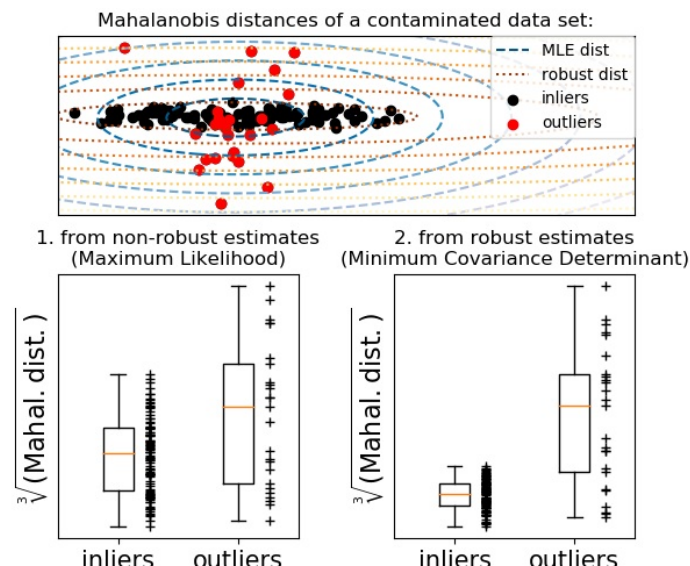 Mahalanobis distances of a contaminated data set:
MLE dist
robust dist
inliers
outliers
1. from non-robust estimates
(Maximum Likelihood)
∛(Mahal. dist. )
inliers outliers
2. from robust estimates
(Minimum Covariance Determinant)
∛(Mahal. dist. )
inliers outliers